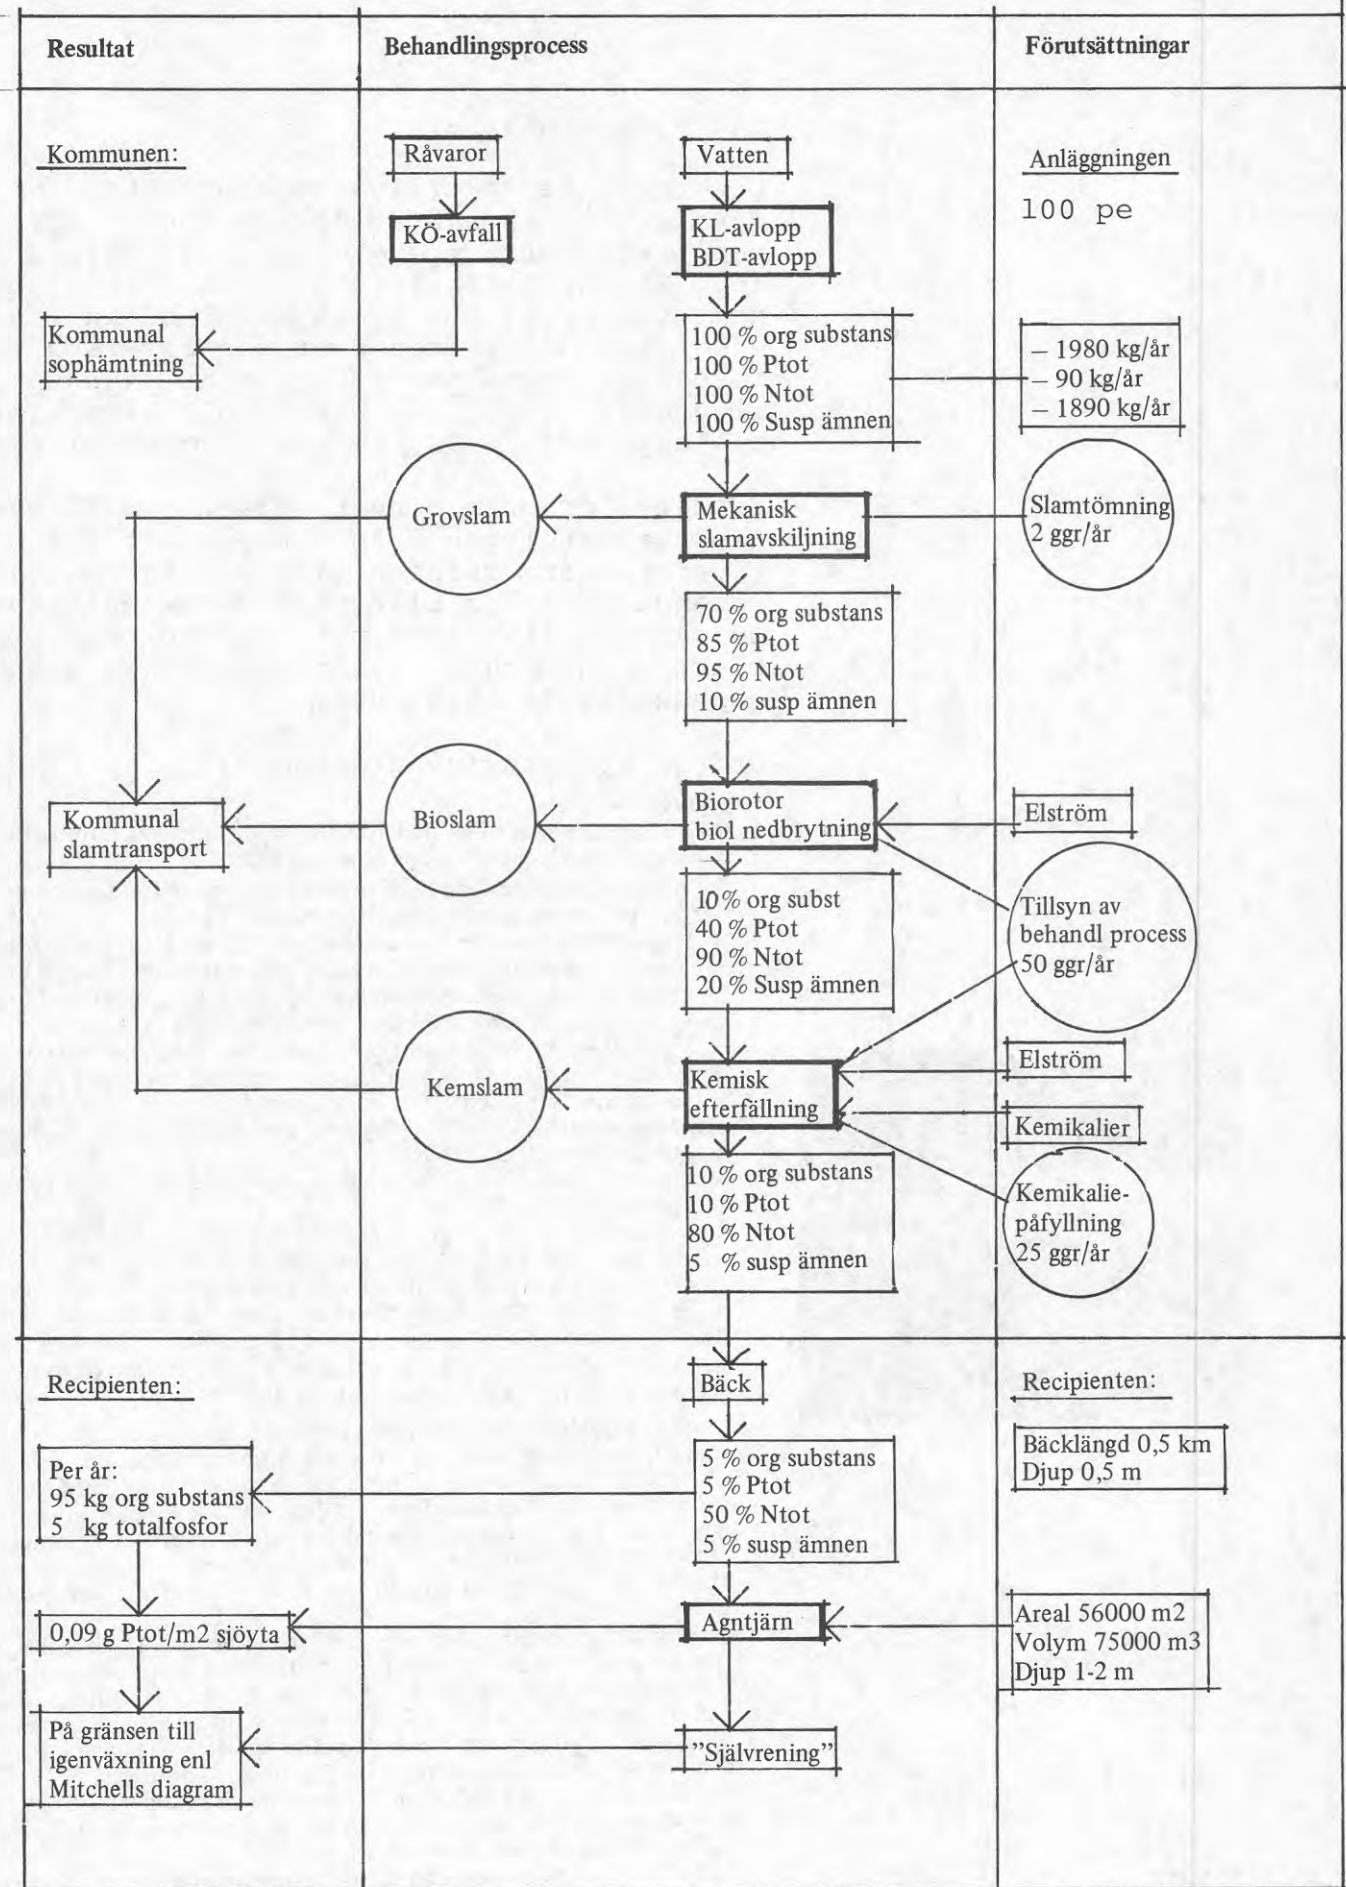 Resultat
Behandlingsprocess
Förutsättningar
Kommunen:
Råvaror
Vatten
Anläggningen
100 pe
KÖ-avfall
KL-avlopp
BDT-avlopp
Kommunal
sophämtning
100 % org substans
100 % Ptot
100 % Ntot
100 % Susp ämnen
– 1980 kg/år
– 90 kg/år
– 1890 kg/år
Grovslam
Mekanisk
slamavskiljning
Slamtömning
2 ggr/år
70 % org substans
85 % Ptot
95 % Ntot
10 % susp ämnen
Kommunal
slamtransport
Bioslam
Biorotor
biol nedbrytning
Elström
10% org subst
40 % Ptot
90 % Ntot
20 % Susp ämnen
Tillsyn av
behandl process
50 ggr/år
Kemslam
Kemisk
efterfällning
Elström
Kemikalier
10 % org substans
10 % Ptot
80 % Ntot
5 % susp ämnen
Kemikalie-
påfyllning
25 ggr/år
Recipienten:
Bäck
Recipienten:
Per år:
95 kg org substans
5 kg totalfosfor
5 % org substans
5 % Ptot
50 % Ntot
5 % susp ämnen
Bäcklängd 0,5 km
Djup 0,5 m
0,09 g Ptot/m2 sjöyta
Agntjärn
Areal 56000 m2
Volym 75000 m3
Djup 1-2 m
På gränsen till
igenväxning enl
Mitchells diagram
”Självrening”